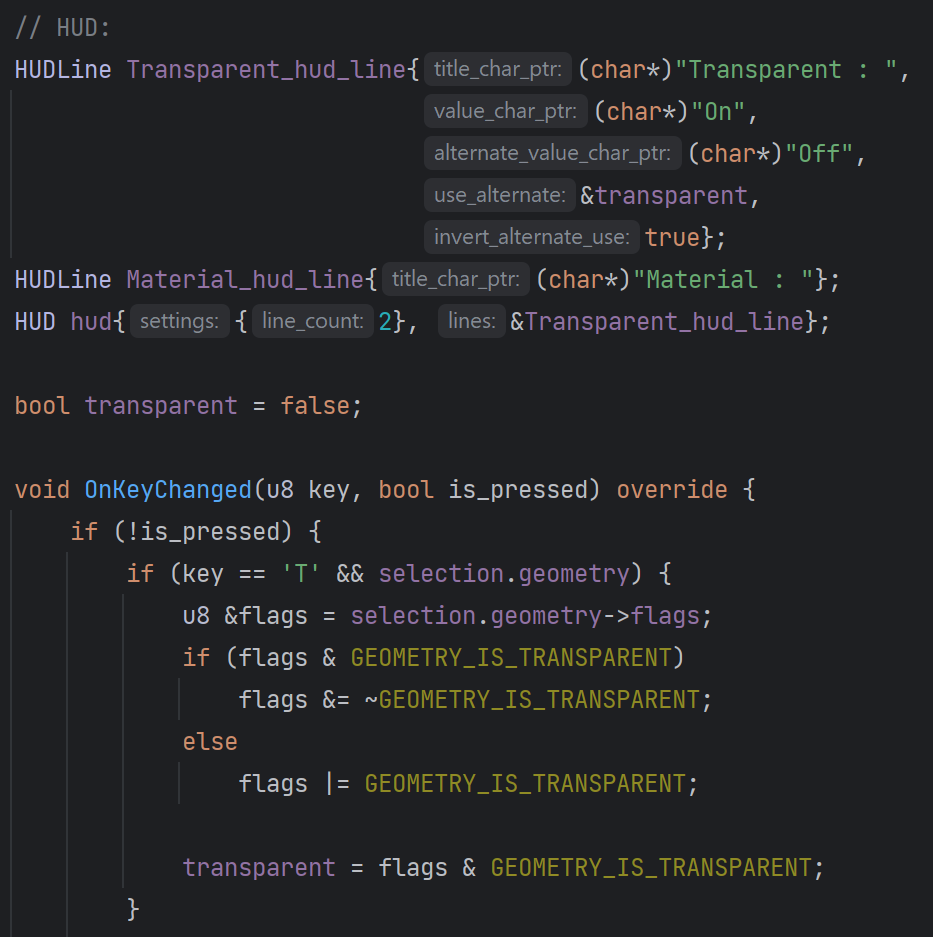 // HUD:
HUDLine Transparent_hud_line{ title_char_ptr: (char*)"Transparent : ",
value_char_ptr: (char*)"On",
alternate_value_char_ptr: (char*)"Off",
use_alternate: &transparent,
invert_alternate_use: true};
HUDLine Material_hud_line{ title_char_ptr: (char*)"Material : "};
HUD hud{ settings: { line_count: 2}, lines: &Transparent_hud_line};
bool transparent = false;
void OnKeyChanged(u8 key, bool is_pressed) override {
if (!is_pressed) {
if (key == 'T' && selection.geometry) {
u8 &flags = selection.geometry->flags;
if (flags & GEOMETRY_IS_TRANSPARENT)
flags &= ~GEOMETRY_IS_TRANSPARENT;
else
flags |= GEOMETRY_IS_TRANSPARENT;
transparent = flags & GEOMETRY_IS_TRANSPARENT;
}